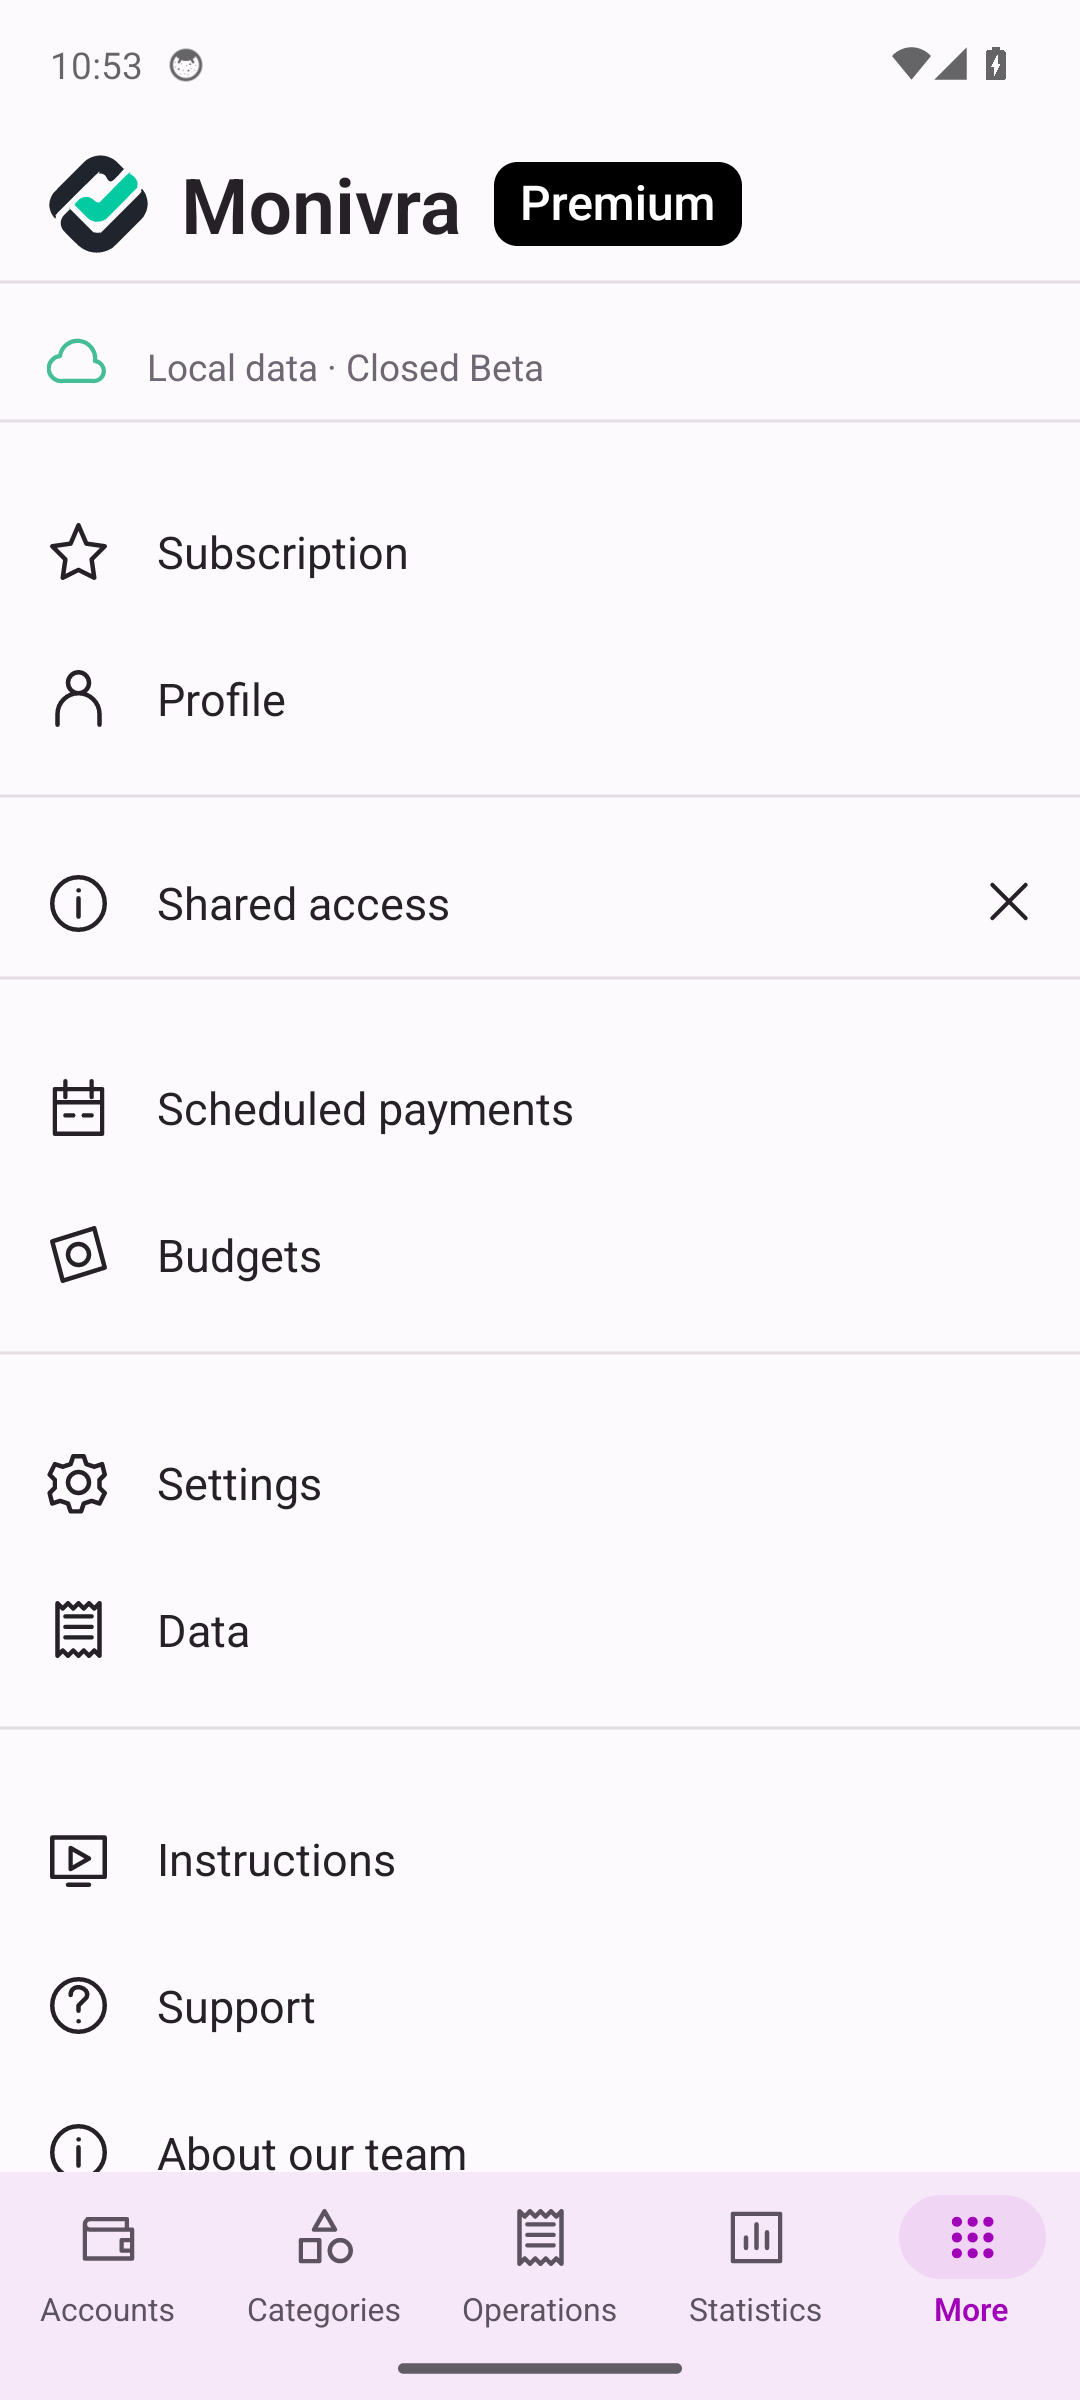 10:53
Monivra Premium
Local data · Closed Beta
Subscription
Profile
Shared access
Scheduled payments
Budgets
Settings
Data
Instructions
Support
About our team
Accounts Categories Operations Statistics More